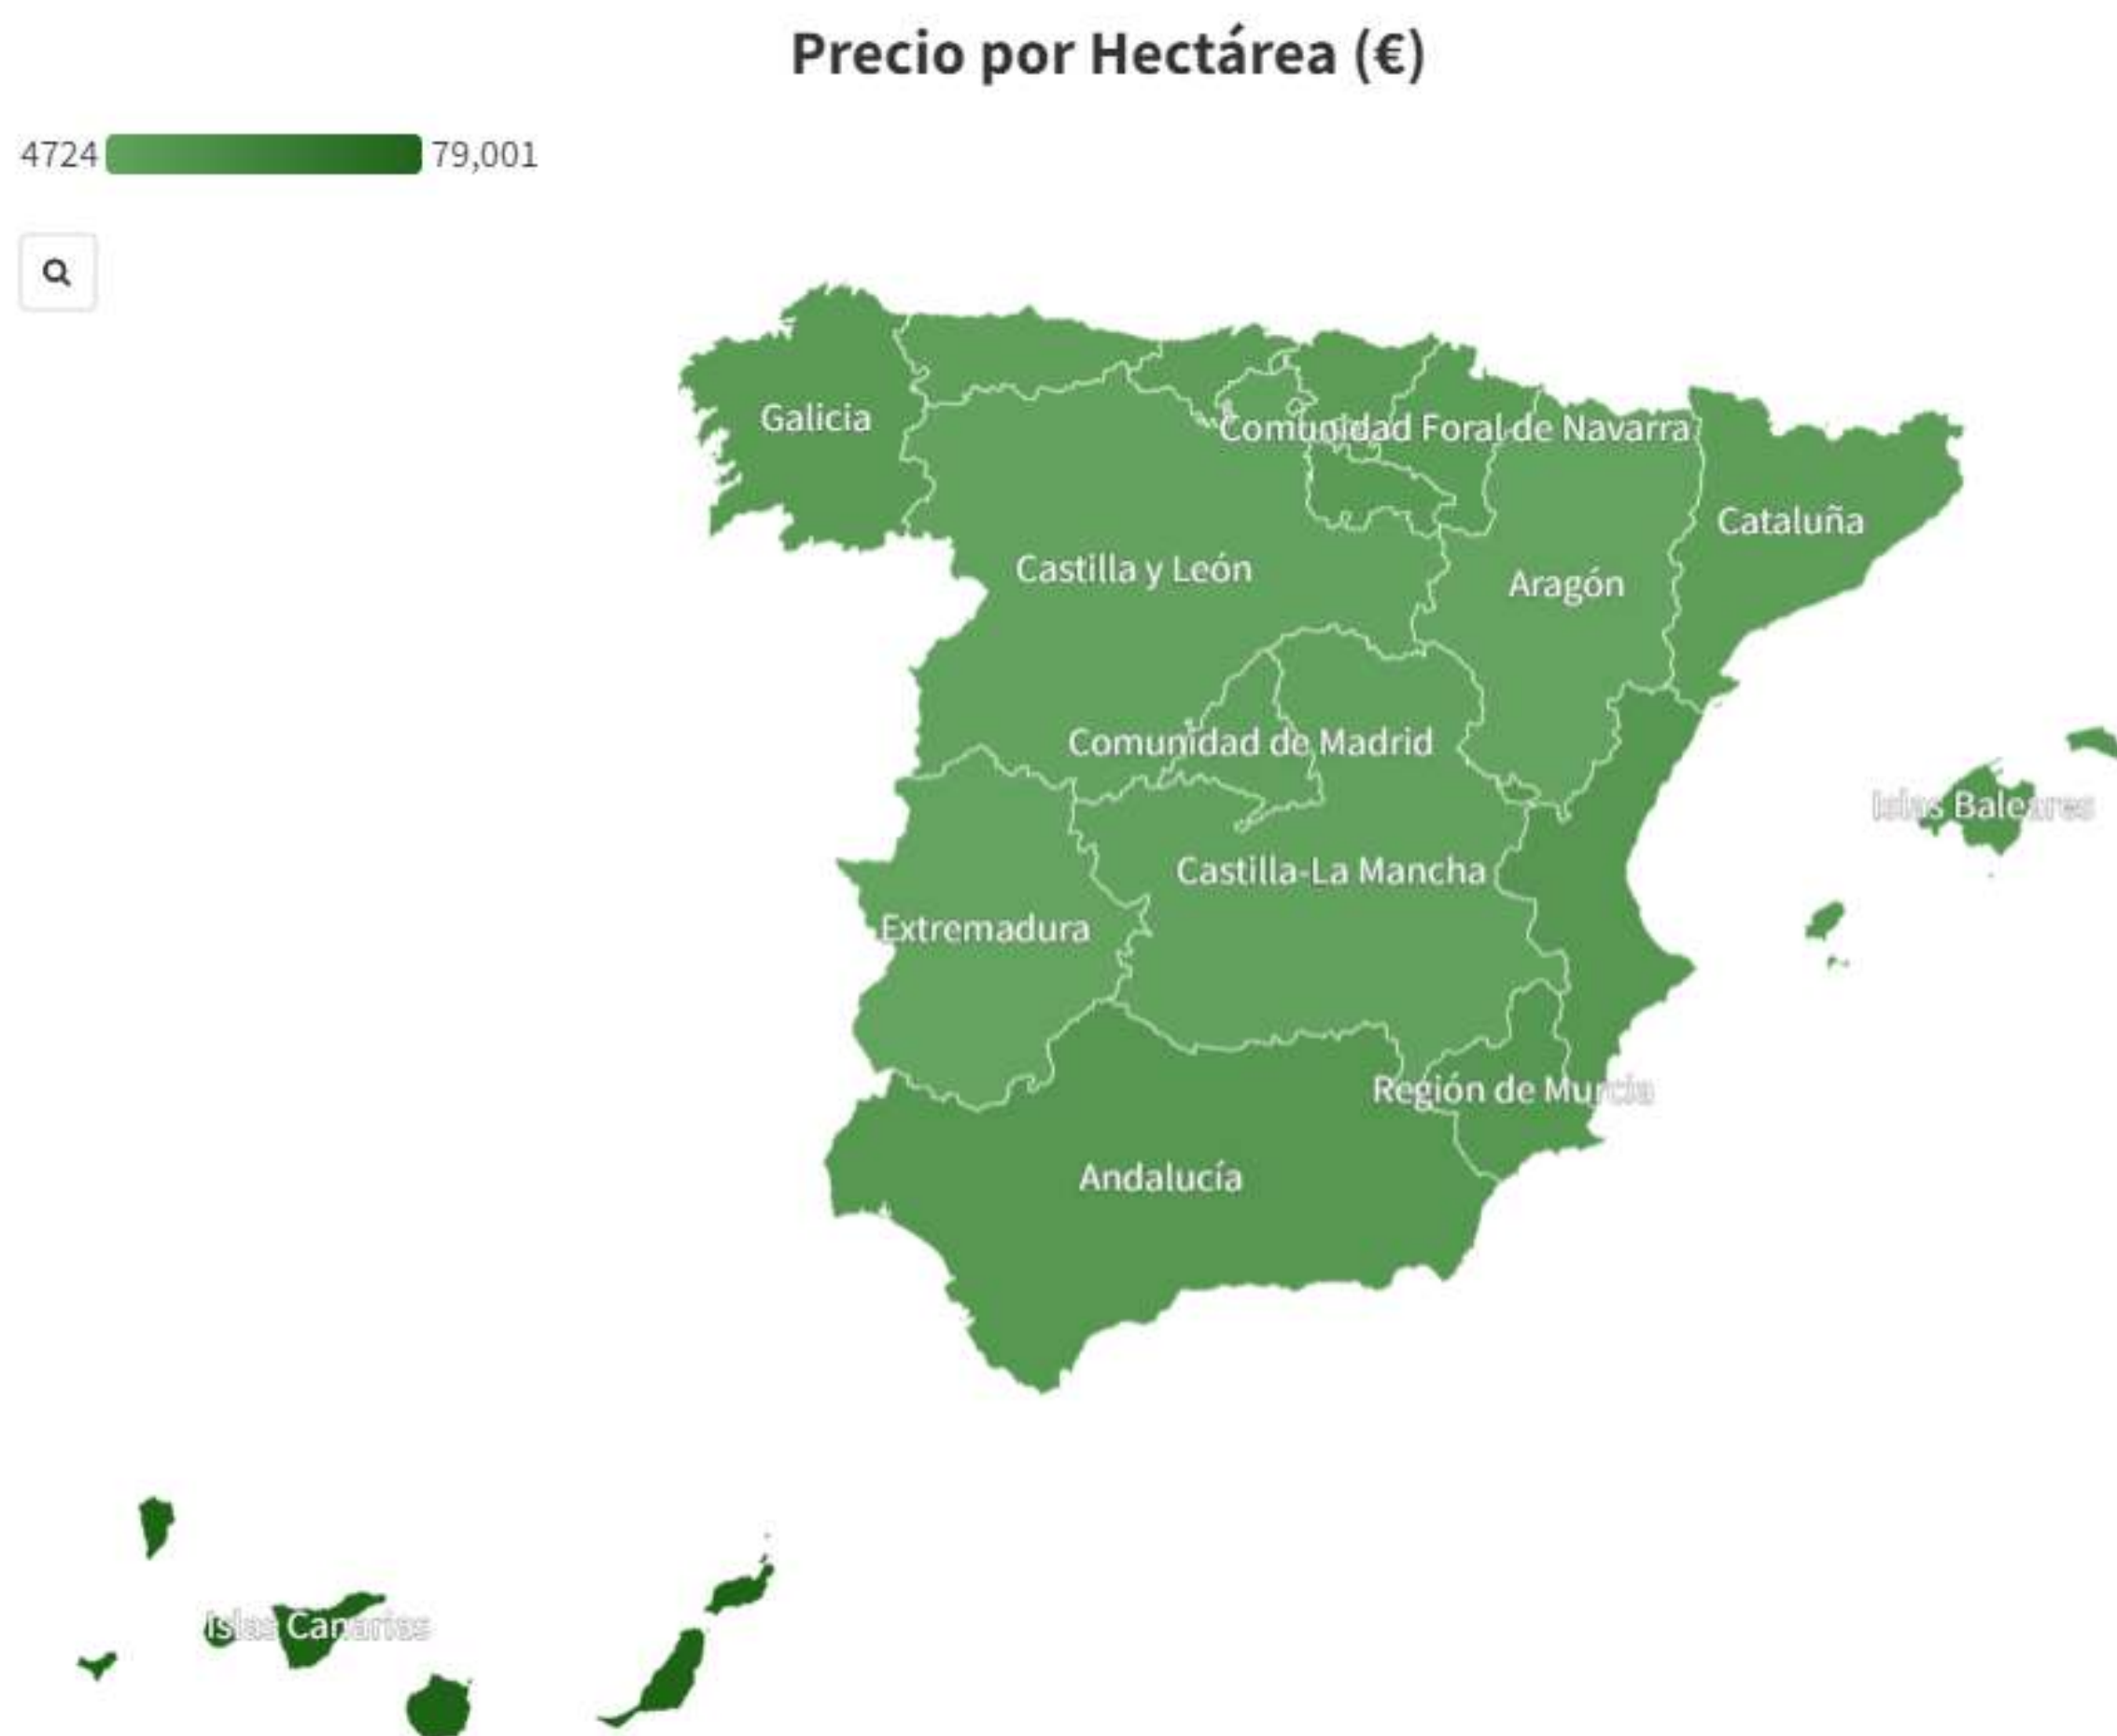 Precio por Hectárea (€)
4724
79,001
Galicia
Comunidad Foral de Navarra
Cataluña
Castilla y León
Aragón
Comunidad de Madrid
Islas Baleares
Castilla-La Mancha
Extremadura
Región de Murcia
Andalucía
Islas Canarias